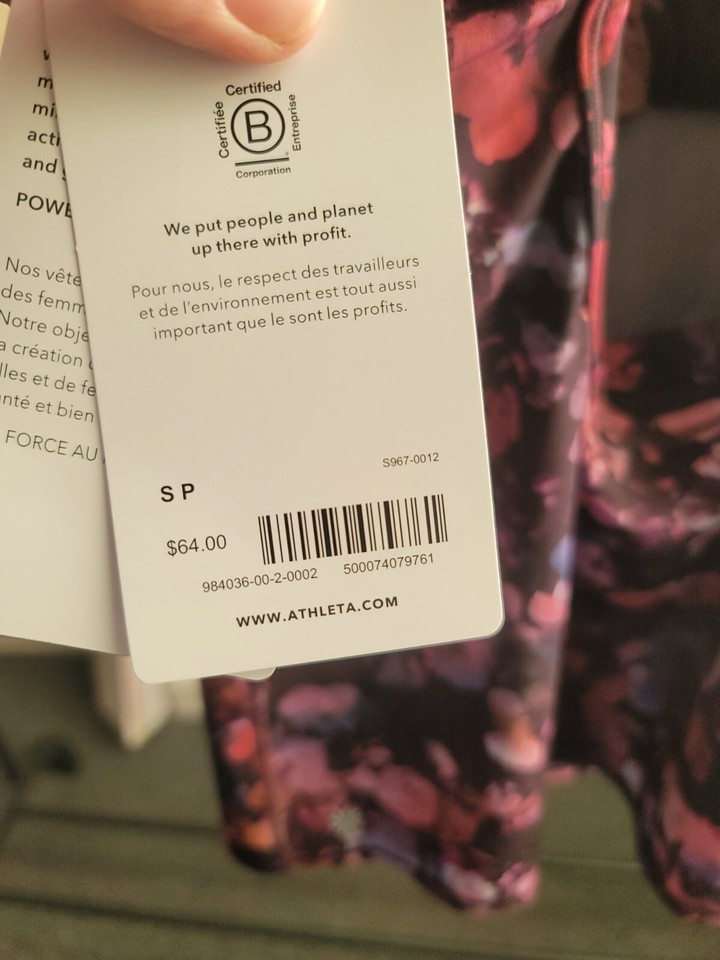 m
mi
acti
and
POWE
Nos vête
des femm
Notre obje
a création
lles et de fe
anté et bien
FORCE AU
Certified
Certifiée
B
Entreprise
Corporation
We put people and planet
up there with profit.
Pour nous, le respect des travailleurs
et de l'environnement est tout aussi
important que le sont les profits.
S967-0012
S P
$64.00
984036-00-2-0002 500074079761
WWW.ATHLETA.COM